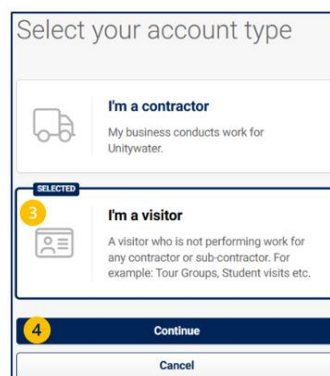 Select your account type
I'm a contractor
My business conducts work for
Unitywater.
SELECTED
3
I'm a visitor
A visitor who is not performing work for
any contractor or sub-contractor. For
example: Tour Groups, Student visits etc.
4
Continue
Cancel